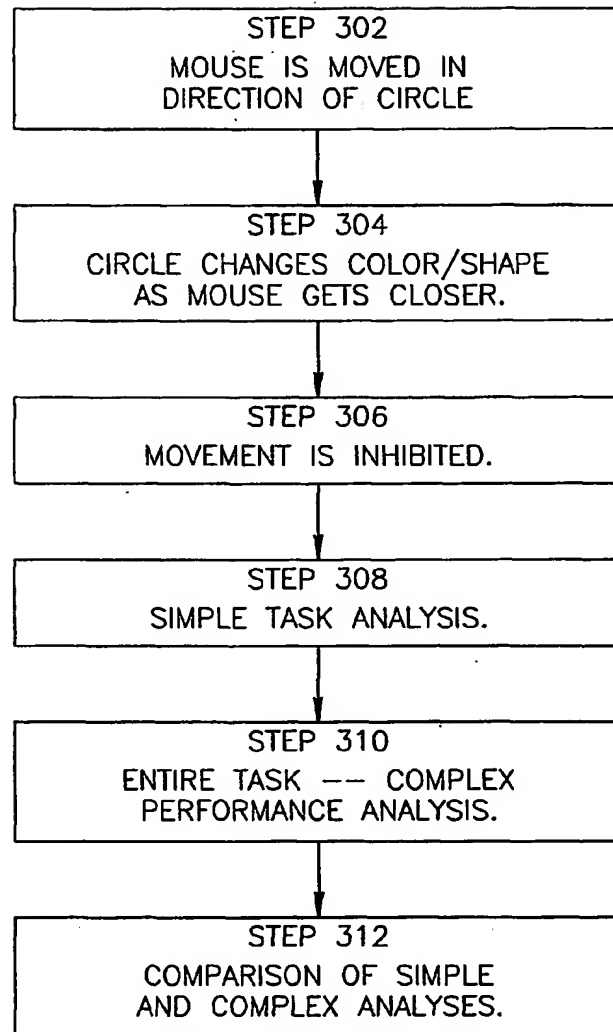 STEP 302
MOUSE IS MOVED IN
DIRECTION OF CIRCLE
STEP 304
CIRCLE CHANGES COLOR/SHAPE
AS MOUSE GETS CLOSER.
STEP 306
MOVEMENT IS INHIBITED.
STEP 308
SIMPLE TASK ANALYSIS.
STEP 310
ENTIRE TASK -- COMPLEX
PERFORMANCE ANALYSIS.
STEP 312
COMPARISON OF SIMPLE
AND COMPLEX ANALYSES.